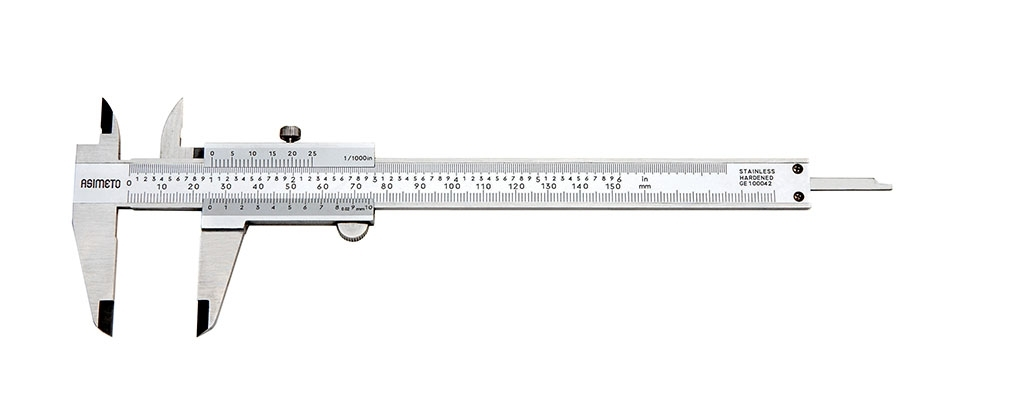 0 5 10 15 20 25
1/1000in
ASIMETO
0 1 2 3 4 5 6 7 8 9 1 1 2 3 4 5 6 7 8 9 2 1 2 3 4 5 6 7 8 9 3 1 2 3 4 5 6 7 8 9 4 1 2 3 4 5 6 7 8 9 5 1 2 3 4 5 6 7 8 9 6 in
10 20 30 40 50 60 70 80 90 100 110 120 130 140 150 mm
STAINLESS
HARDENED
GE100042
0 1 2 3 4 5 6 7 8 0.02 9 mm 10